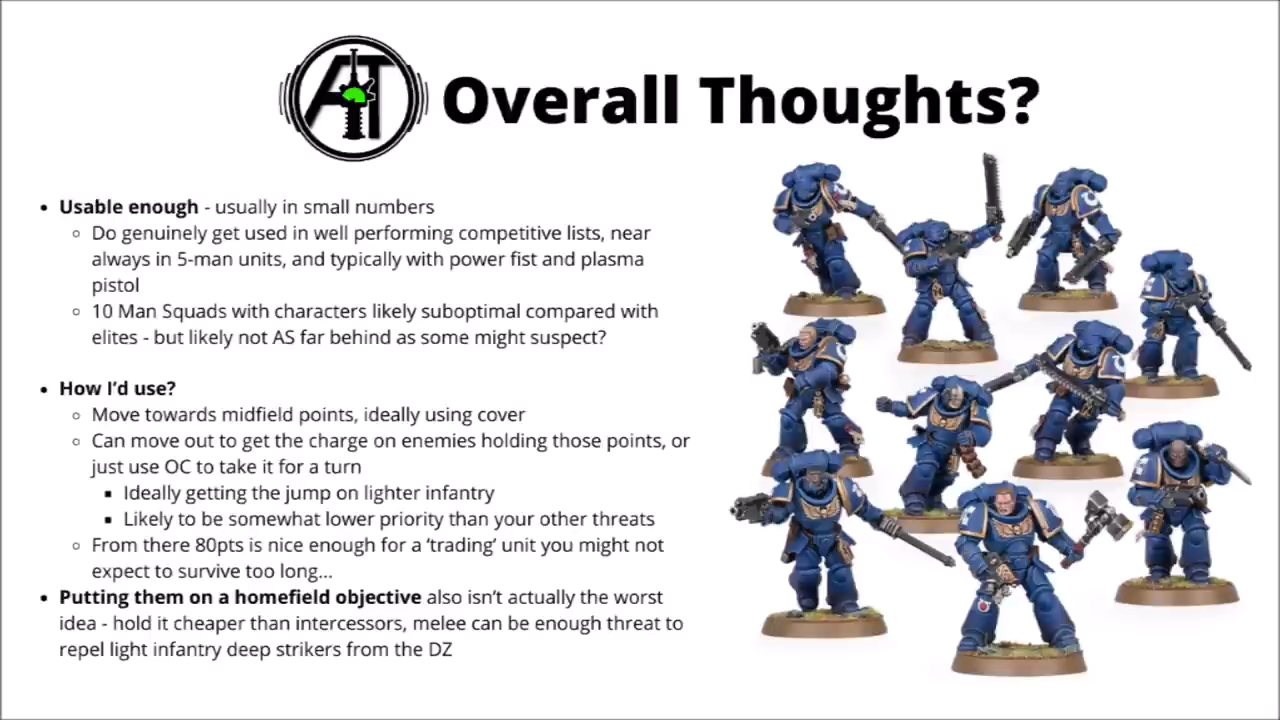 AT
Overall Thoughts?
• Usable enough - usually in small numbers
○ Do genuinely get used in well performing competitive lists, near
always in 5-man units, and typically with power fist and plasma
pistol
○ 10 Man Squads with characters likely suboptimal compared with
elites - but likely not AS far behind as some might suspect?
• How I'd use?
○ Move towards midfield points, ideally using cover
○ Can move out to get the charge on enemies holding those points, or
just use OC to take it for a turn
▪ Ideally getting the jump on lighter infantry
▪ Likely to be somewhat lower priority than your other threats
○ From there 80pts is nice enough for a ‘trading’ unit you might not
expect to survive too long...
• Putting them on a homefield objective also isn't actually the worst
idea - hold it cheaper than intercessors, melee can be enough threat to
repel light infantry deep strikers from the DZ